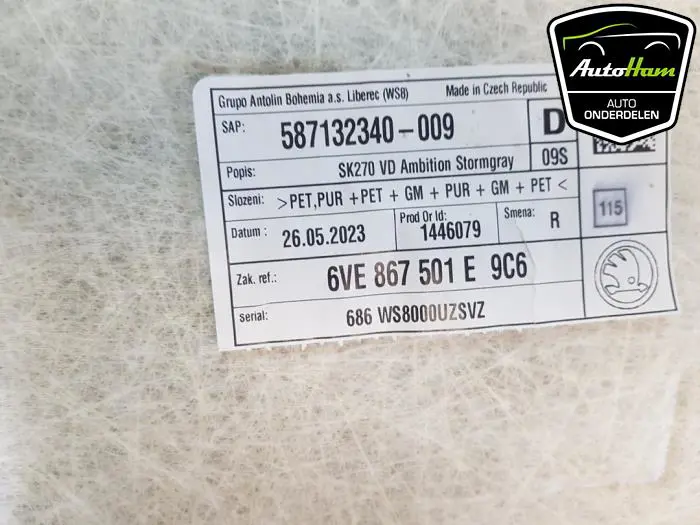 AutoHam
AUTO
ONDERDELEN
Grupo Antolin Bohemia a.s. Liberec (WS8) Made in Czech Republic
SAP: 587132340-009 D
Popis: SK270 VD Ambition Stormgray 09S
Slozeni: >PET,PUR +PET + GM + PUR + GM + PET <
115
Datum : 26.05.2023 Prod Or Id: 1446079 Smena: R
Zak. ref.: 6VE 867 501 E 9C6
serial: 686 WS8000UZSVZ